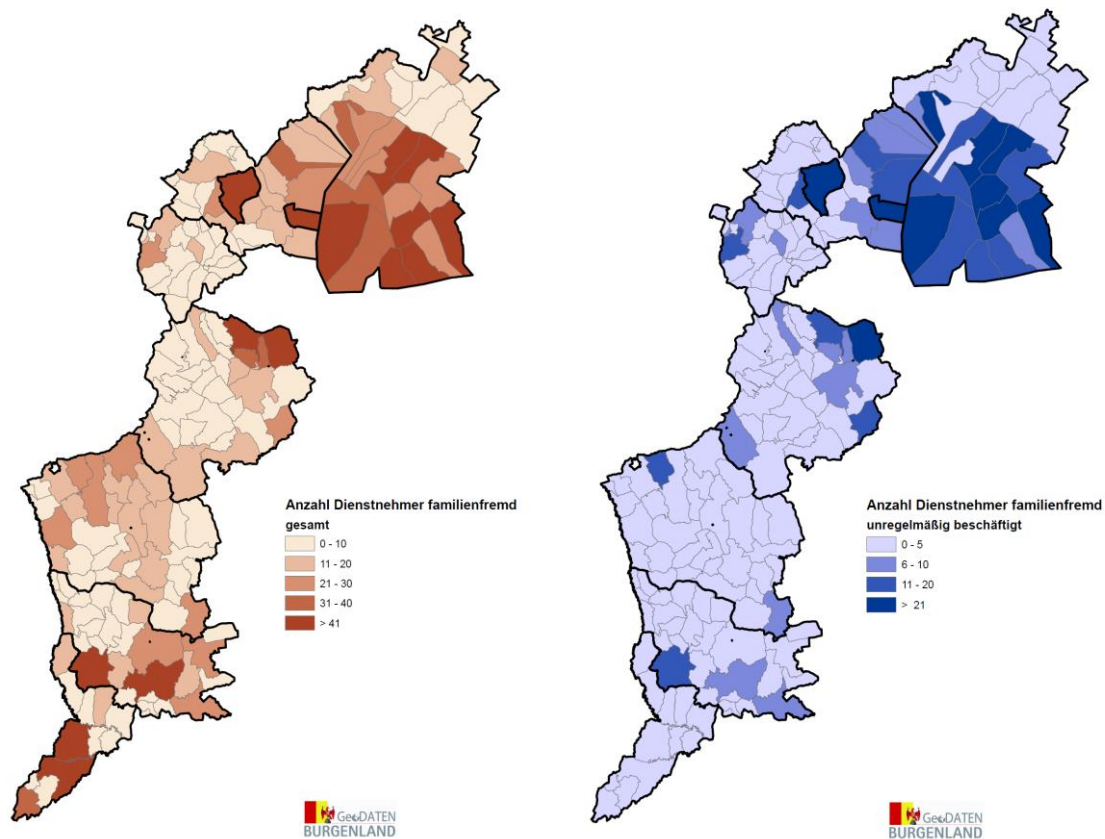 Anzahl Dienstnehmer familienfremd
gesamt
0 - 10
11 - 20
21 - 30
31 - 40
> 41
GeoDATEN
BURGENLAND
Anzahl Dienstnehmer familienfremd
unregelmäßig beschäftigt
0 - 5
6 - 10
11 - 20
> 21
GeoDATEN
BURGENLAND